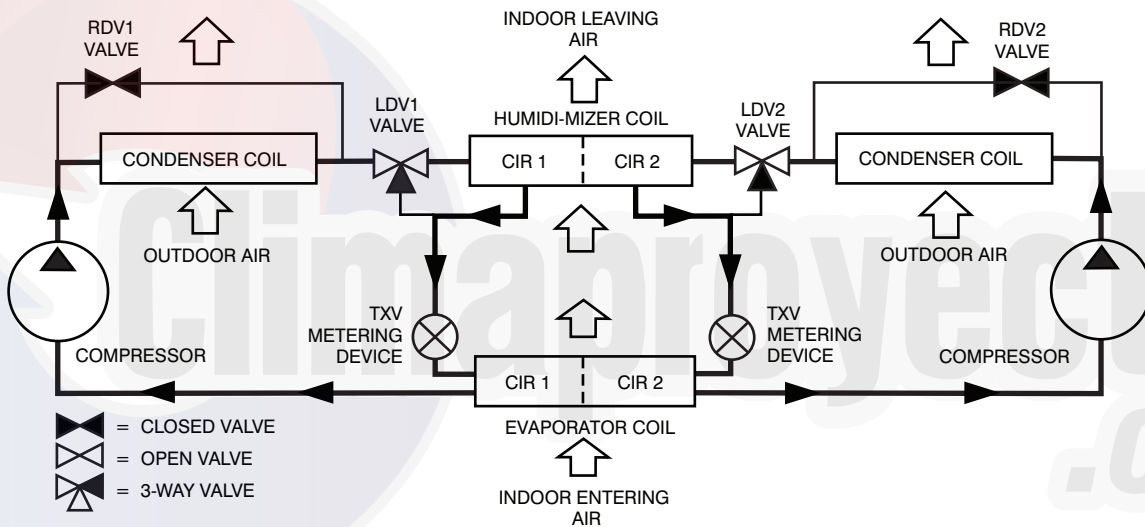 RDV1
VALVE
INDOOR LEAVING
AIR
RDV2
VALVE
LDV1
VALVE
HUMIDI-MIZER COIL
LDV2
VALVE
CONDENSER COIL
CIR 1
CIR 2
CONDENSER COIL
OUTDOOR AIR
OUTDOOR AIR
TXV
METERING
DEVICE
TXV
METERING
DEVICE
COMPRESSOR
COMPRESSOR
CIR 1
CIR 2
EVAPORATOR COIL
= CLOSED VALVE
= OPEN VALVE
= 3-WAY VALVE
INDOOR ENTERING
AIR
Climaproyect
.c